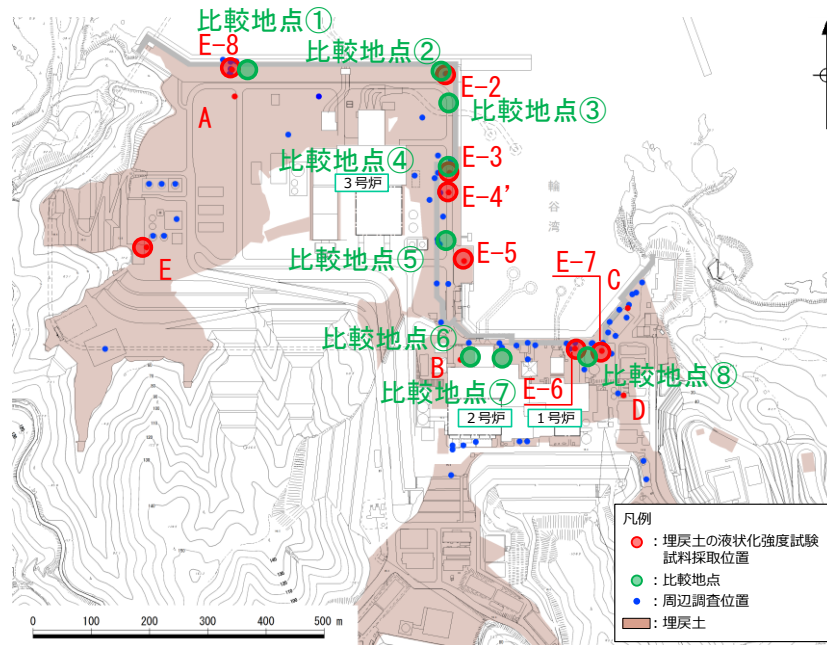 比較地点①
E-8
比較地点②
E-2
A
比較地点③
比較地点④
E-3
3号炉
E-4'
輪谷湾
E
比較地点⑤
E-5
E-7
C
比較地点⑥
B
比較地点⑦
E-6
比較地点⑧
D
2号炉
1号炉
凡例
：埋戻土の液状化強度試験
試料採取位置
：比較地点
：周辺調査位置
：埋戻土
0 100 200 300 400 500 m